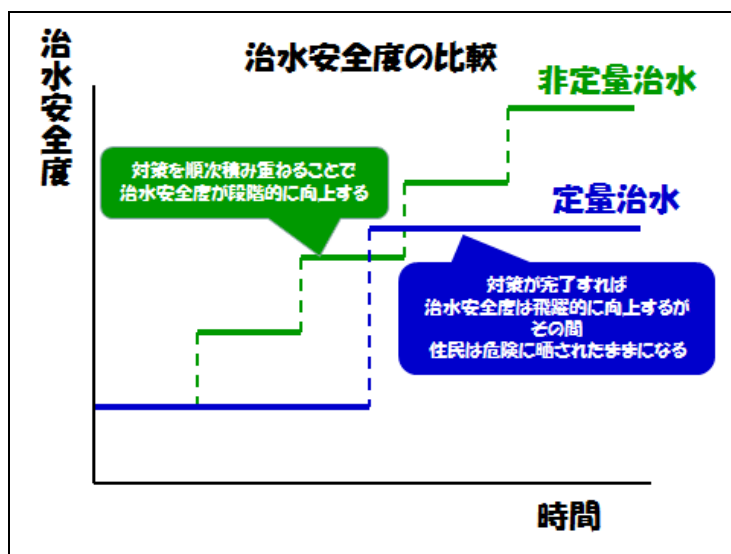 治水安全度の比較
治水安全度
非定量治水
対策を順次積み重ねることで
治水安全度が段階的に向上する
定量治水
対策が完了すれば
治水安全度は飛躍的に向上するが
その間
住民は危険に晒されたままになる
時間